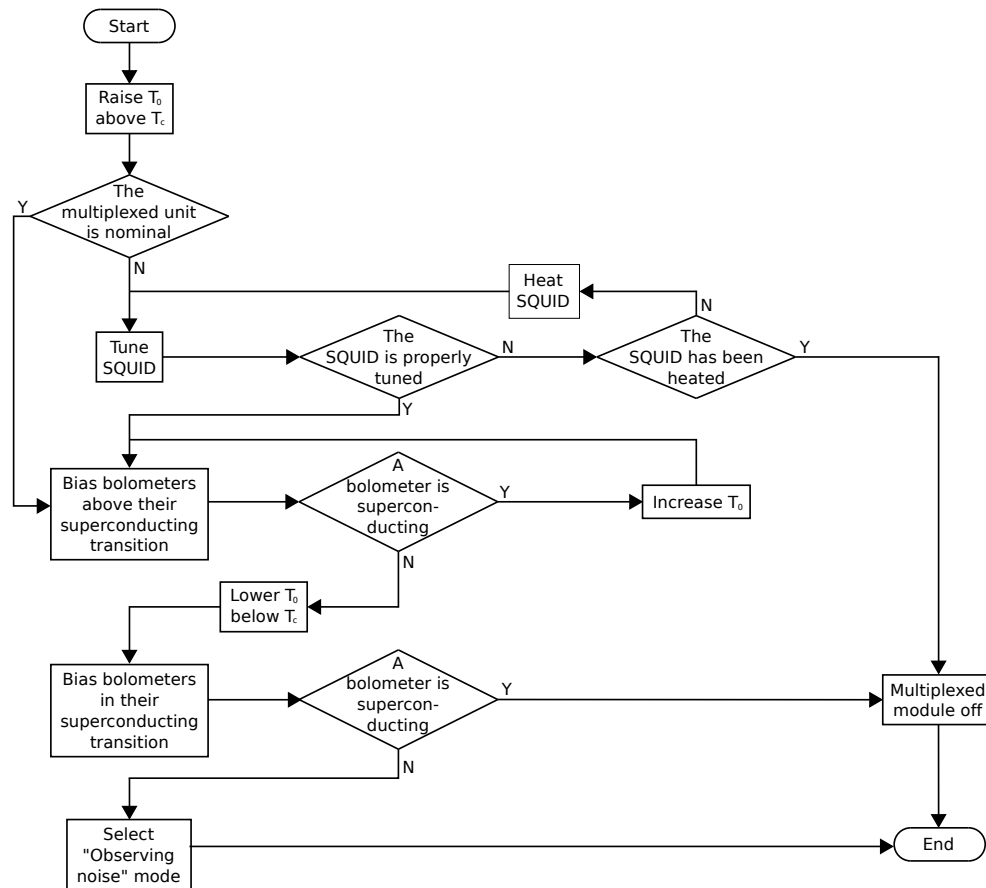 Start
Raise T₀
above T꜀
The
multiplexed unit
is nominal
Y
N
Heat
SQUID
Tune
SQUID
The
SQUID is properly
tuned
N
Y
The
SQUID has been
heated
N
Y
Bias bolometers
above their
superconducting
transition
A
bolometer is
supercon-
ducting
Y
N
Increase T₀
Lower T₀
below T꜀
Bias bolometers
in their
superconducting
transition
A
bolometer is
supercon-
ducting
Y
N
Multiplexed
module off
Select
"Observing
noise" mode
End